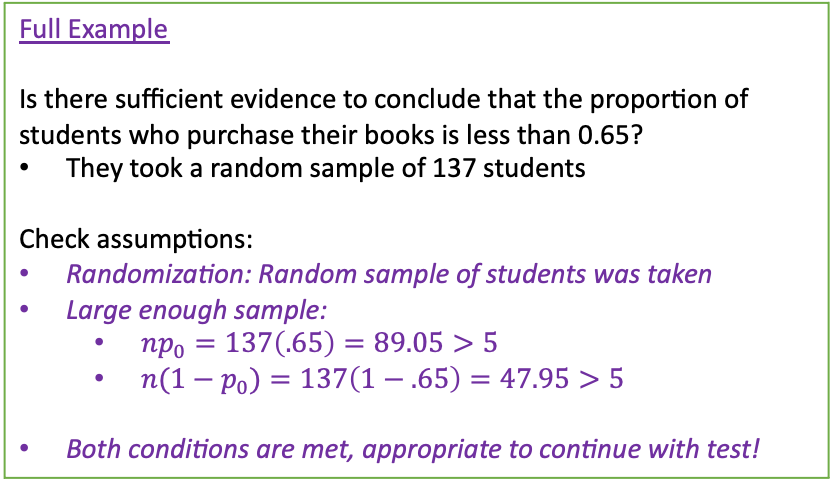 Full Example
Is there sufficient evidence to conclude that the proportion of
students who purchase their books is less than 0.65?
• They took a random sample of 137 students
Check assumptions:
• Randomization: Random sample of students was taken
• Large enough sample:
• np₀ = 137(.65) = 89.05 > 5
• n(1 − p₀) = 137(1 − .65) = 47.95 > 5
• Both conditions are met, appropriate to continue with test!